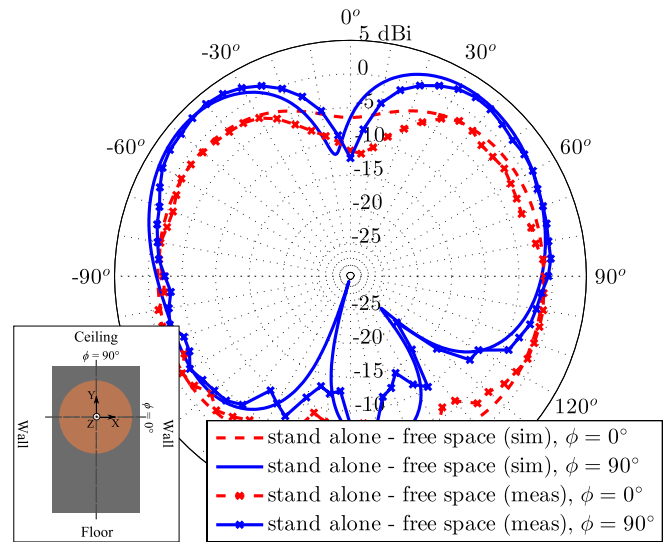 0°
5 dBi
-30°
30°
0
-5
-60°
60°
-10
-15
-20
-25
-90°
90°
-25
-20
-15
-10
120°
Ceiling
ϕ = 90°
Y
Z
X
ϕ = 0°
Wall
Wall
Floor
stand alone - free space (sim), ϕ = 0°
stand alone - free space (sim), ϕ = 90°
stand alone - free space (meas), ϕ = 0°
stand alone - free space (meas), ϕ = 90°